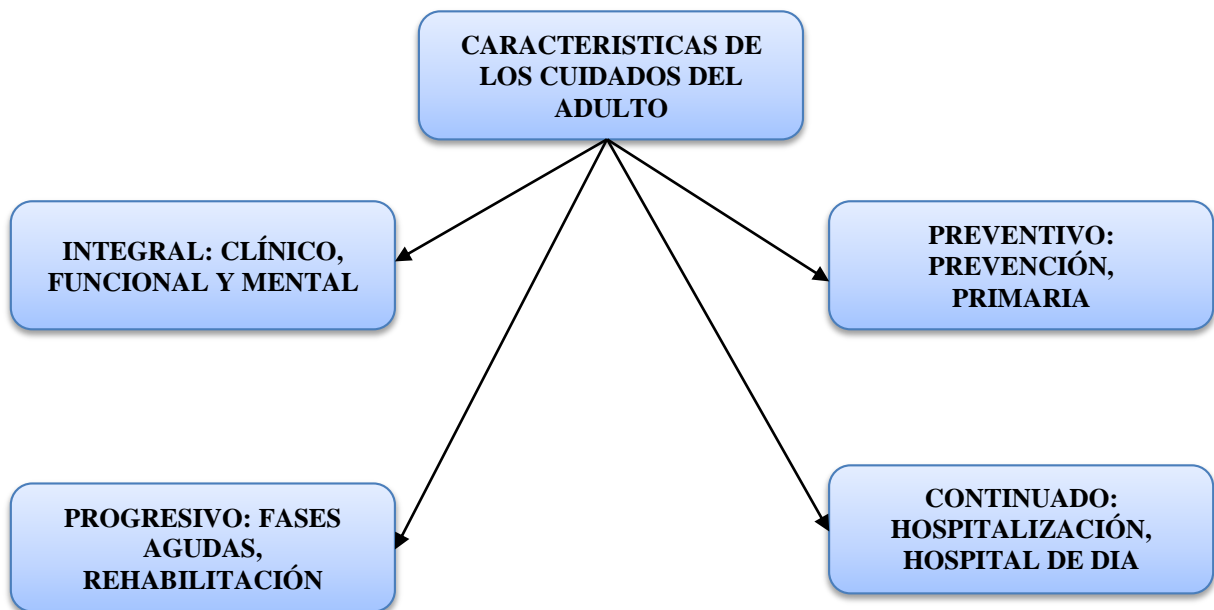 CARACTERISTICAS DE
LOS CUIDADOS DEL
ADULTO
INTEGRAL: CLÍNICO,
FUNCIONAL Y MENTAL
PREVENTIVO:
PREVENCIÓN,
PRIMARIA
PROGRESIVO: FASES
AGUDAS,
REHABILITACIÓN
CONTINUADO:
HOSPITALIZACIÓN,
HOSPITAL DE DIA